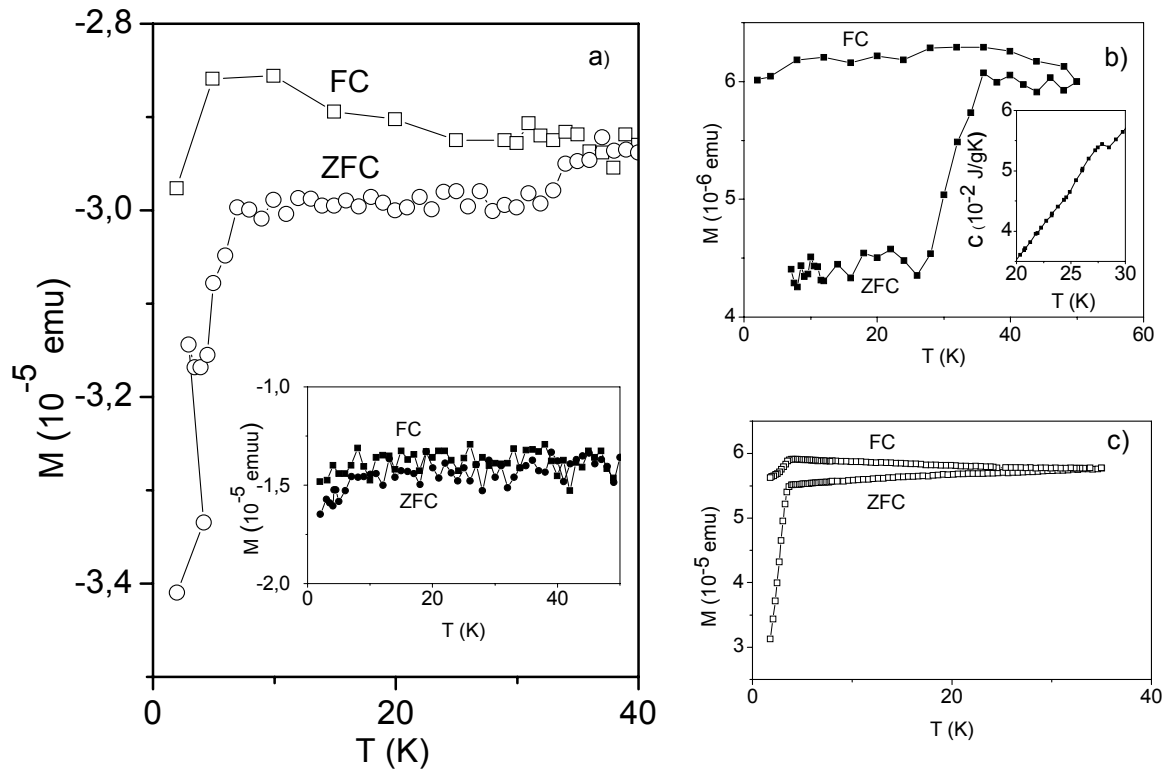 a)
FC
ZFC
-2,8
-3,0
-3,2
-3,4
M (10⁻⁵ emu)
0
20
40
T (K)
FC
ZFC
-1,0
-1,5
-2,0
M (10⁻⁵ emuu)
0
20
40
T (K)
b)
FC
ZFC
6
5
4
M (10⁻⁶ emu)
0
20
40
60
T (K)
6
5
4
C (10⁻² J/gK)
20
25
30
T (K)
c)
FC
ZFC
6
5
4
3
M (10⁻⁵ emu)
0
20
40
T (K)